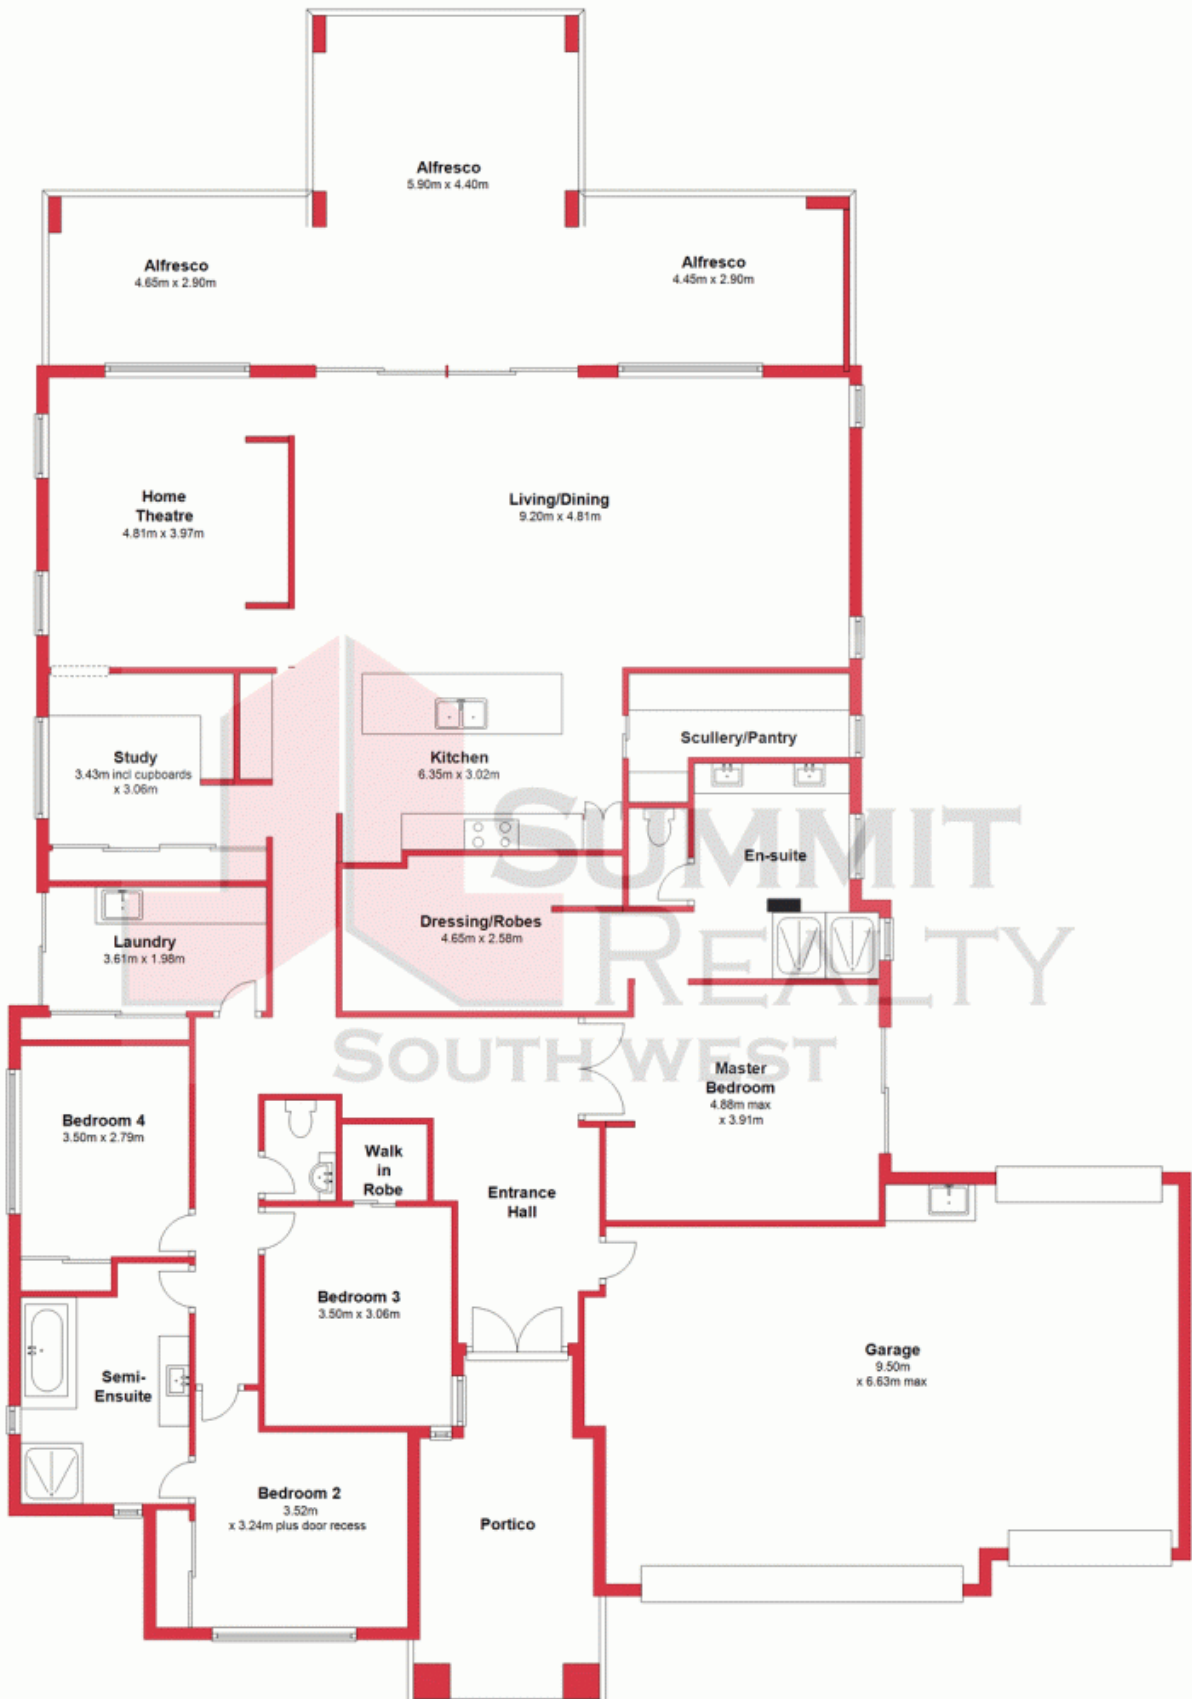 Alfresco
5.90m x 4.40m
Alfresco
4.65m x 2.90m
Alfresco
4.45m x 2.90m
Home
Theatre
4.81m x 3.97m
Living/Dining
9.20m x 4.81m
Study
3.43m incl cupboards
x 3.06m
Kitchen
6.35m x 3.02m
Scullery/Pantry
SUMMIT
REALTY
SOUTH WEST
En-suite
Dressing/Robes
4.65m x 2.58m
Laundry
3.61m x 1.98m
Master
Bedroom
4.88m max
x 3.91m
Bedroom 4
3.50m x 2.79m
Walk
in
Robe
Entrance
Hall
Bedroom 3
3.50m x 3.06m
Semi-
Ensuite
Garage
9.50m
x 6.63m max
Bedroom 2
3.52m
x 3.24m plus door recess
Portico